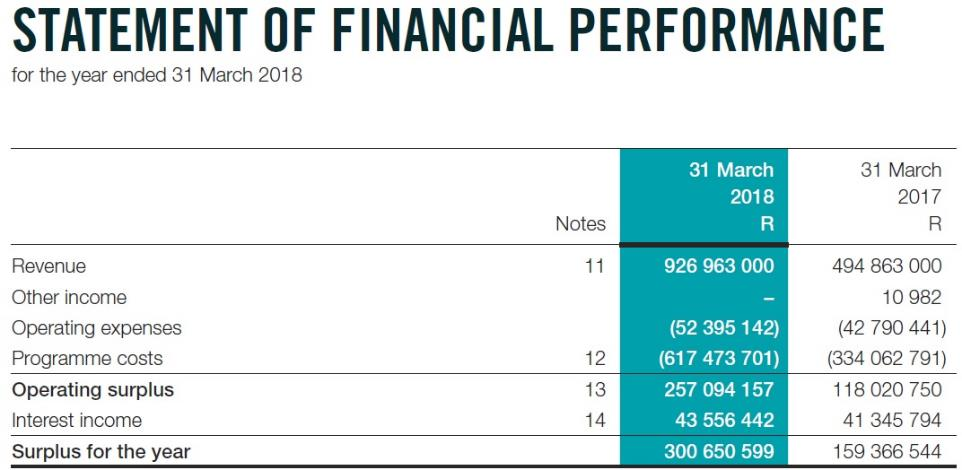 STATEMENT OF FINANCIAL PERFORMANCE
for the year ended 31 March 2018
31 March 31 March
2018 2017
Notes R R
Revenue 11 926 963 000 494 863 000
Other income – 10 982
Operating expenses (52 395 142) (42 790 441)
Programme costs 12 (617 473 701) (334 062 791)
Operating surplus 13 257 094 157 118 020 750
Interest income 14 43 556 442 41 345 794
Surplus for the year 300 650 599 159 366 544